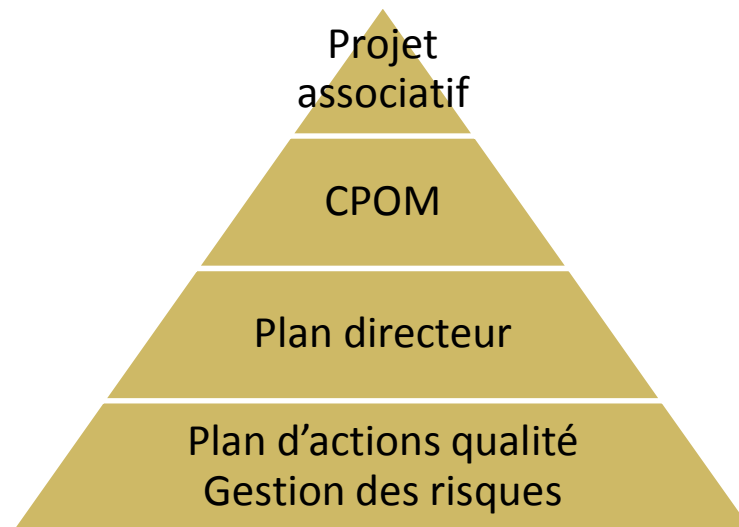 Projet
associatif
CPOM
Plan directeur
Plan d’actions qualité
Gestion des risques